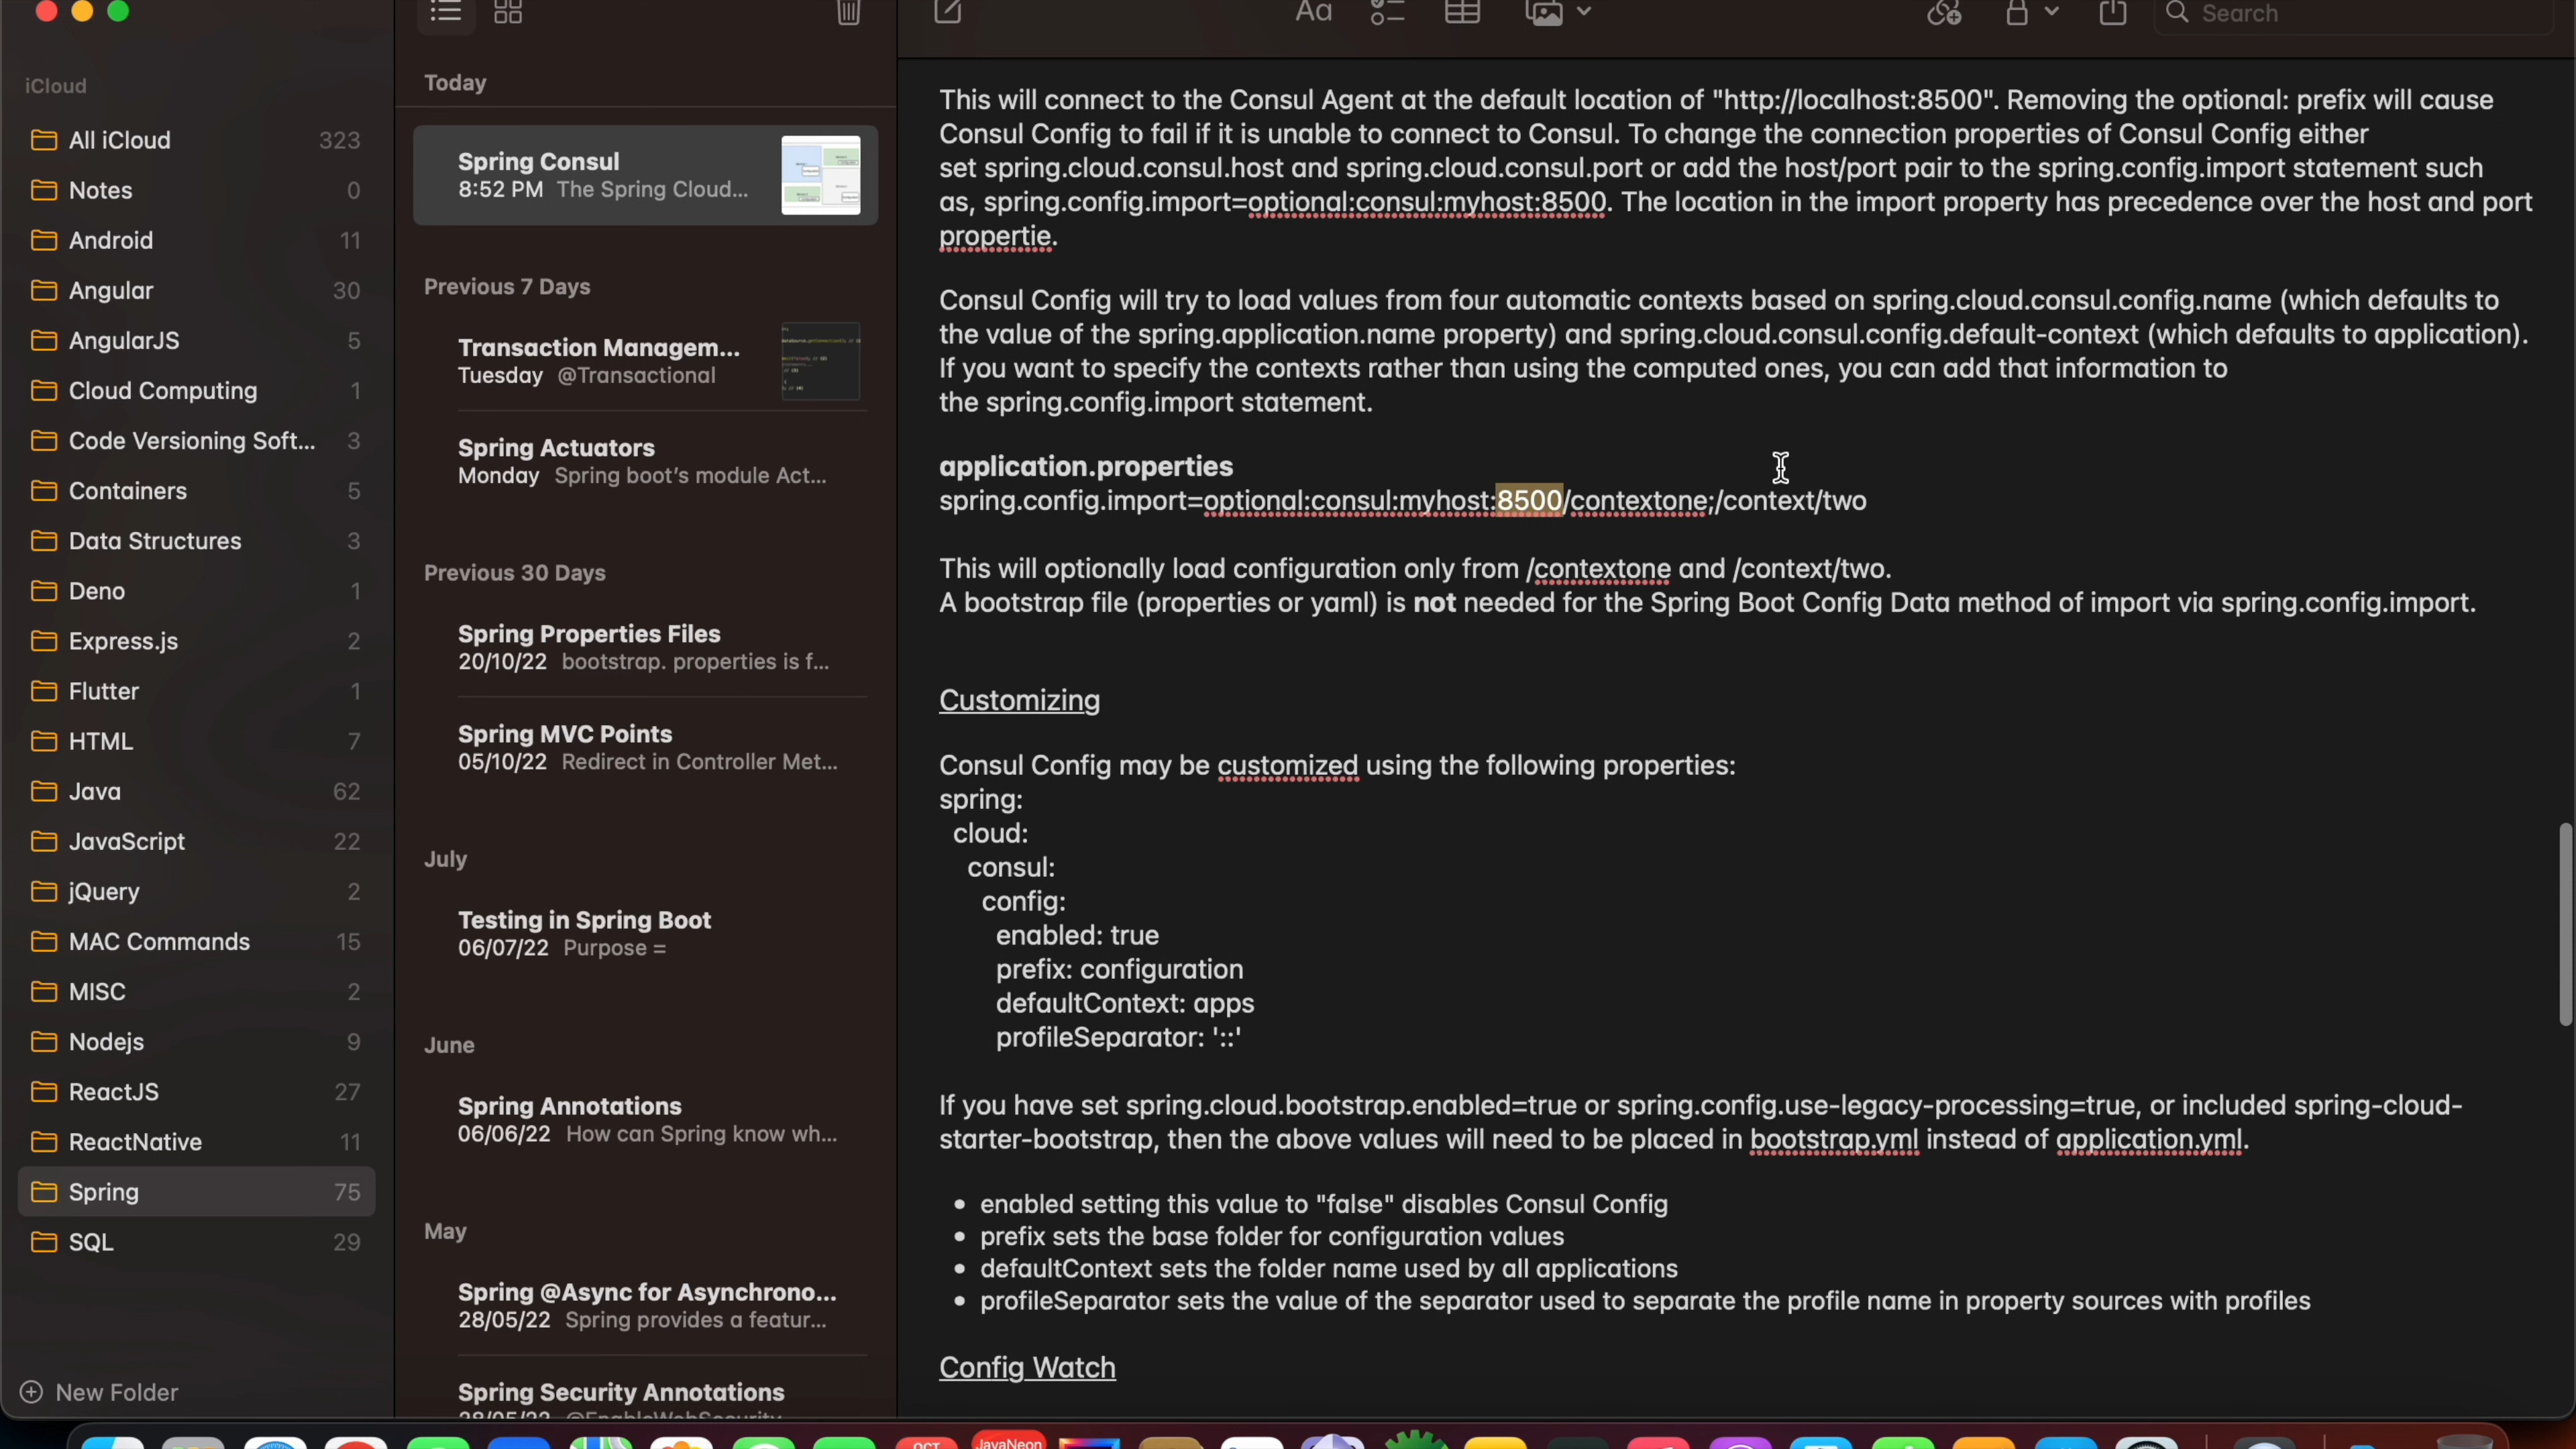 Search
iCloud
All iCloud 323
Notes 0
Android 11
Angular 30
AngularJS 5
Cloud Computing 1
Code Versioning Soft... 3
Containers 5
Data Structures 3
Deno 1
Express.js 2
Flutter 1
HTML 7
Java 62
JavaScript 22
jQuery 2
MAC Commands 15
MISC 2
Nodejs 9
ReactJS 27
ReactNative 11
Spring 75
SQL 29
New Folder
Today
Spring Consul
8:52 PM The Spring Cloud...
Previous 7 Days
Transaction Managem...
Tuesday @Transactional
Spring Actuators
Monday Spring boot's module Act...
Previous 30 Days
Spring Properties Files
20/10/22 bootstrap. properties is f...
Spring MVC Points
05/10/22 Redirect in Controller Met...
July
Testing in Spring Boot
06/07/22 Purpose =
June
Spring Annotations
06/06/22 How can Spring know wh...
May
Spring @Async for Asynchrono...
28/05/22 Spring provides a featur...
Spring Security Annotations
28/05/22 @EnableWebSecurity
Aa
This will connect to the Consul Agent at the default location of "http://localhost:8500". Removing the optional: prefix will cause
Consul Config to fail if it is unable to connect to Consul. To change the connection properties of Consul Config either
set spring.cloud.consul.host and spring.cloud.consul.port or add the host/port pair to the spring.config.import statement such
as, spring.config.import=optional:consul:myhost:8500. The location in the import property has precedence over the host and port
propertie.
Consul Config will try to load values from four automatic contexts based on spring.cloud.consul.config.name (which defaults to
the value of the spring.application.name property) and spring.cloud.consul.config.default-context (which defaults to application).
If you want to specify the contexts rather than using the computed ones, you can add that information to
the spring.config.import statement.
application.properties
spring.config.import=optional:consul:myhost:8500/contextone;/context/two
This will optionally load configuration only from /contextone and /context/two.
A bootstrap file (properties or yaml) is not needed for the Spring Boot Config Data method of import via spring.config.import.
Customizing
Consul Config may be customized using the following properties:
spring:
cloud:
consul:
config:
enabled: true
prefix: configuration
defaultContext: apps
profileSeparator: '::'
If you have set spring.cloud.bootstrap.enabled=true or spring.config.use-legacy-processing=true, or included spring-cloud-
starter-bootstrap, then the above values will need to be placed in bootstrap.yml instead of application.yml.
• enabled setting this value to "false" disables Consul Config
• prefix sets the base folder for configuration values
• defaultContext sets the folder name used by all applications
• profileSeparator sets the value of the separator used to separate the profile name in property sources with profiles
Config Watch
OCT
JavaNeon